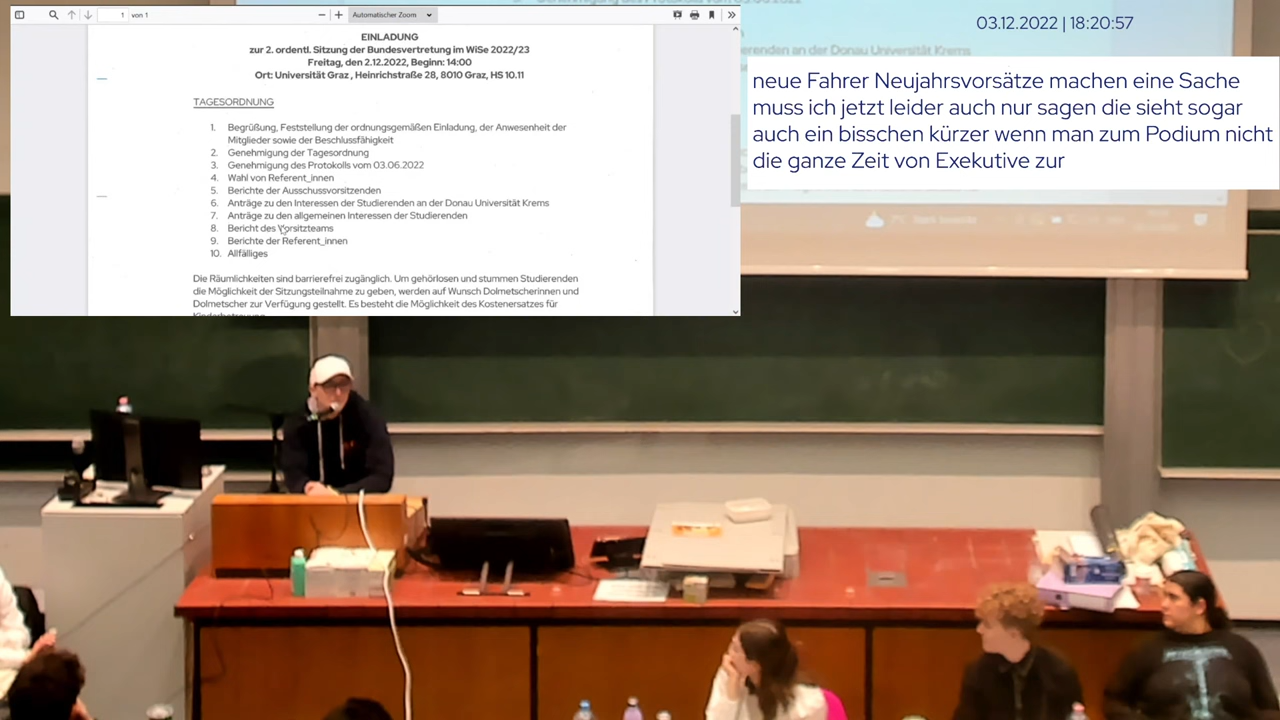 1 von 1
Automatischer Zoom
EINLADUNG
zur 2. ordentl. Sitzung der Bundesvertretung im WiSe 2022/23
Freitag, den 2.12.2022, Beginn: 14:00
Ort: Universität Graz , Heinrichstraße 28, 8010 Graz, HS 10.11
TAGESORDNUNG
1. Begrüßung, Feststellung der ordnungsgemäßen Einladung, der Anwesenheit der
Mitglieder sowie der Beschlussfähigkeit
2. Genehmigung der Tagesordnung
3. Genehmigung des Protokolls vom 03.06.2022
4. Wahl von Referent_innen
5. Berichte der Ausschussvorsitzenden
6. Anträge zu den Interessen der Studierenden an der Donau Universität Krems
7. Anträge zu den allgemeinen Interessen der Studierenden
8. Bericht des Vorsitzteams
9. Berichte der Referent_innen
10. Allfälliges
Die Räumlichkeiten sind barrierefrei zugänglich. Um gehörlosen und stummen Studierenden
die Möglichkeit der Sitzungsteilnahme zu geben, werden auf Wunsch Dolmetscherinnen und
Dolmetscher zur Verfügung gestellt. Es besteht die Möglichkeit des Kostenersatzes für
03.12.2022 | 18:20:57
erenden an der Donau Universität Krems
neue Fahrer Neujahrsvorsätze machen eine Sache
muss ich jetzt leider auch nur sagen die sieht sogar
auch ein bisschen kürzer wenn man zum Podium nicht
die ganze Zeit von Exekutive zur